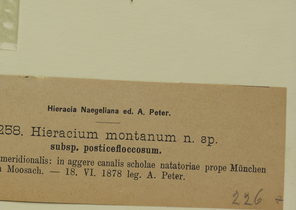 Hieracia Naegeliana ed. A. Peter.
258. Hieracium montanum n. sp.
subsp. posticefloccosum.
meridionalis: in aggere canalis scholae natatoriae prope München
Moosach. — 18. VI. 1878 leg. A. Peter.
226